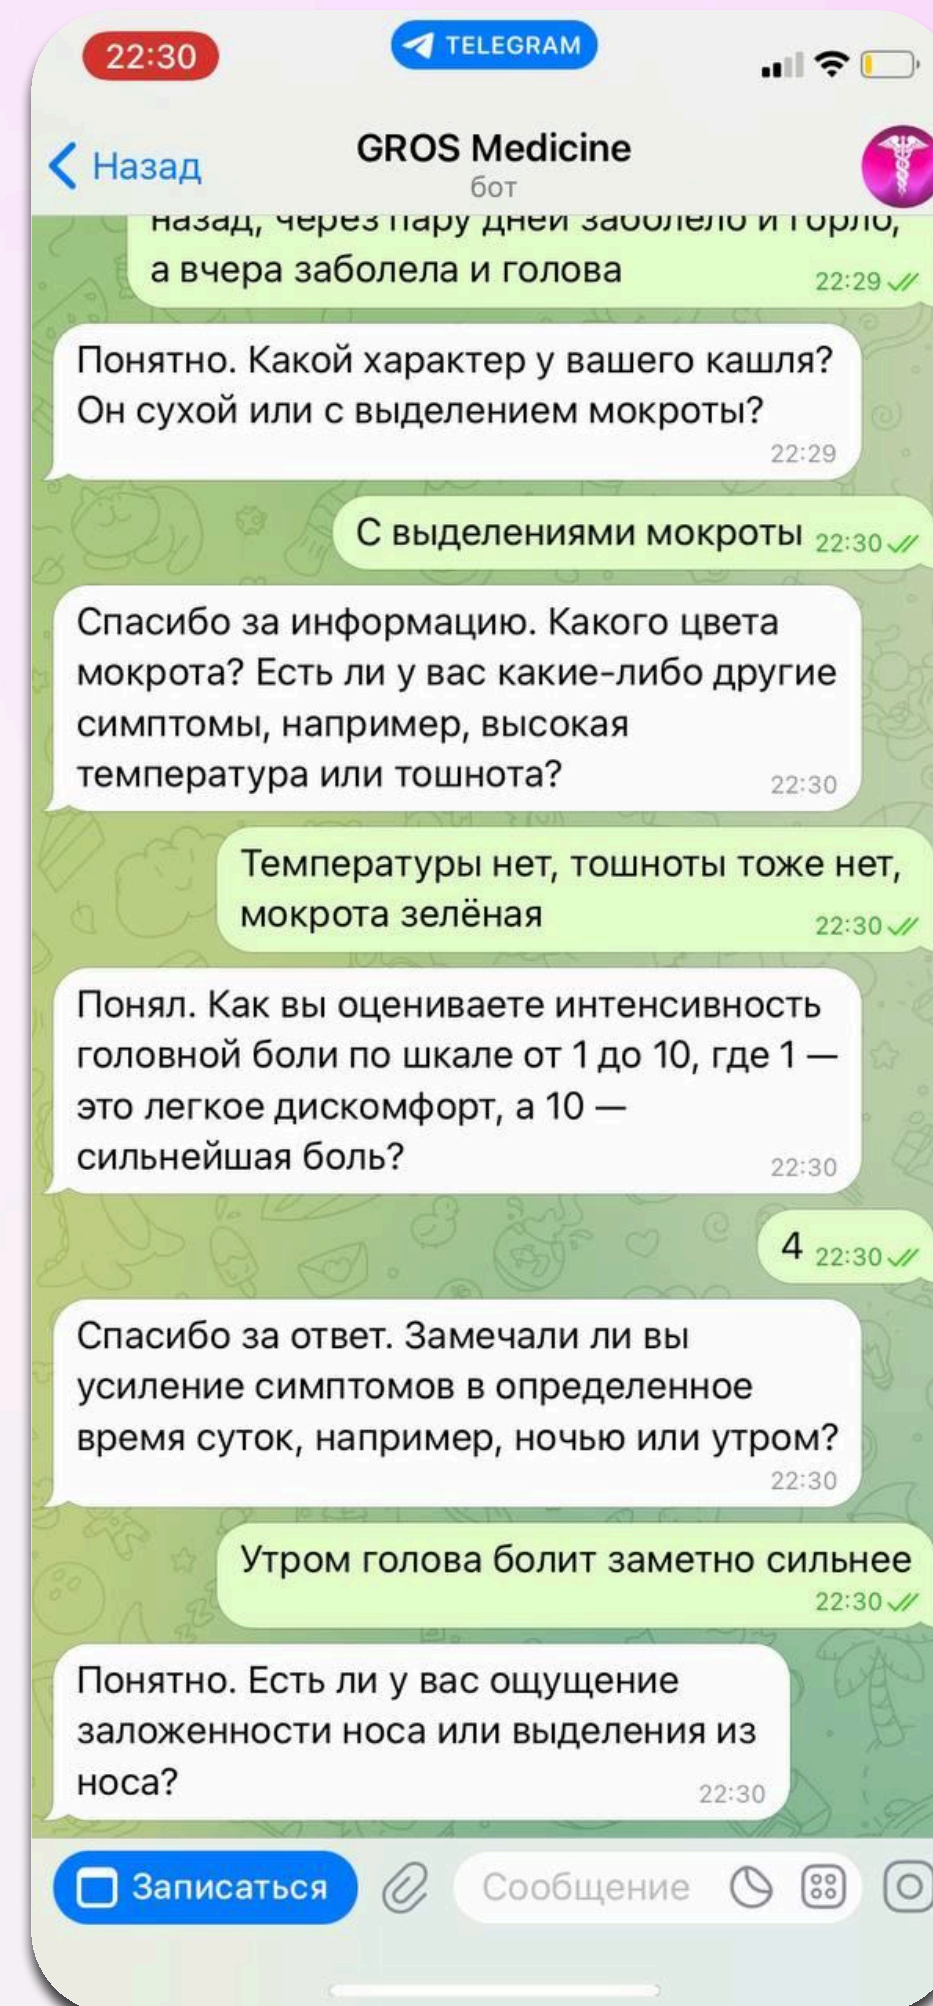 22:30
TELEGRAM
Назад
GROS Medicine
бот
назад, через пару дней заболело и горло,
а вчера заболела и голова
22:29
Понятно. Какой характер у вашего кашля?
Он сухой или с выделением мокроты?
22:29
С выделениями мокроты 22:30
Спасибо за информацию. Какого цвета
мокрота? Есть ли у вас какие-либо другие
симптомы, например, высокая
температура или тошнота?
22:30
Температуры нет, тошноты тоже нет,
мокрота зелёная
22:30
Понял. Как вы оцениваете интенсивность
головной боли по шкале от 1 до 10, где 1 —
это легкое дискомфорт, а 10 —
сильнейшая боль?
22:30
4 22:30
Спасибо за ответ. Замечали ли вы
усиление симптомов в определенное
время суток, например, ночью или утром?
22:30
Утром голова болит заметно сильнее
22:30
Понятно. Есть ли у вас ощущение
заложенности носа или выделения из
носа?
22:30
Записаться
Сообщение